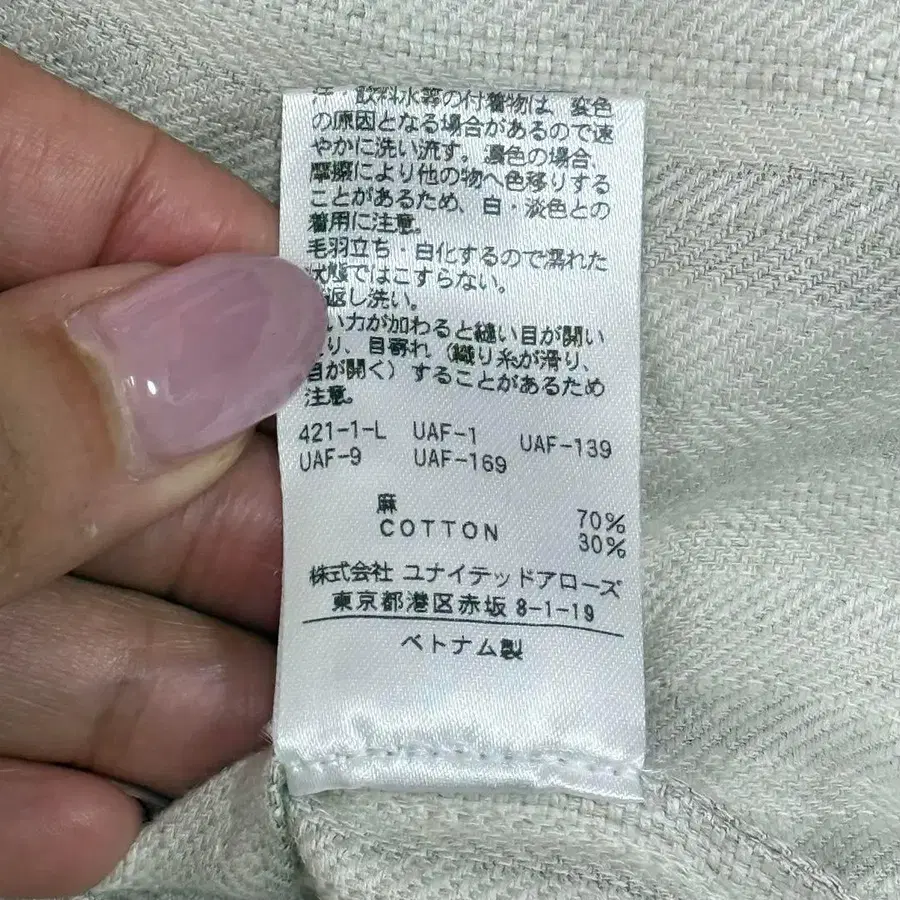 汗・飲料水等の付着物は、変色
の原因となる場合があるので速
やかに洗い流す。濃色の場合、
摩擦により他の物へ色移りする
ことがあるため、白・淡色との
着用に注意。
毛羽立ち・白化するので濡れた
状態ではこすらない。
返し洗い。
い力が加わると縫い目が開い
り、目寄れ（織り糸が滑り、
目が開く）することがあるため
注意。
421-1-L UAF-1 UAF-139
UAF-9 UAF-169
麻 70%
COTTON 30%
株式会社 ユナイテッドアローズ
東京都港区赤坂 8-1-19
ベトナム製